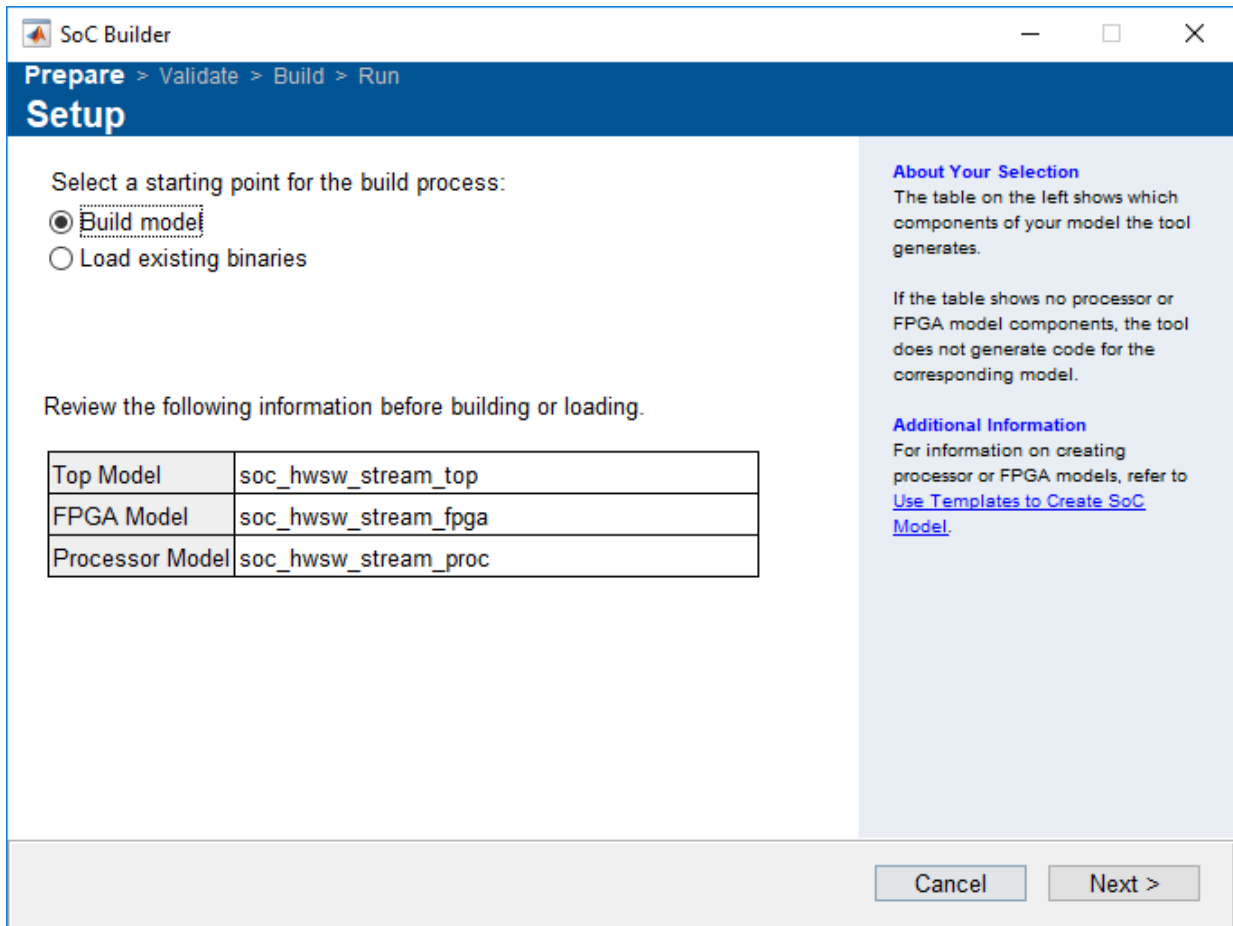 SoC Builder
Prepare > Validate > Build > Run
Setup
Select a starting point for the build process:
Build model
Load existing binaries
Review the following information before building or loading.
Top Model soc_hwsw_stream_top
FPGA Model soc_hwsw_stream_fpga
Processor Model soc_hwsw_stream_proc
About Your Selection
The table on the left shows which
components of your model the tool
generates.
If the table shows no processor or
FPGA model components, the tool
does not generate code for the
corresponding model.
Additional Information
For information on creating
processor or FPGA models, refer to
Use Templates to Create SoC
Model.
Cancel
Next >